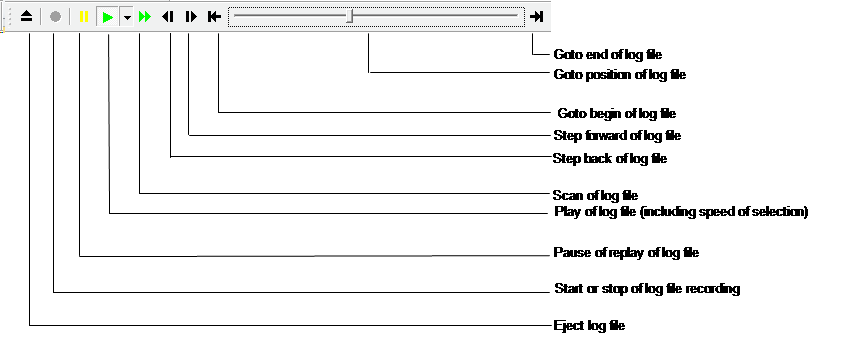 Goto end of log file
Goto position of log file
Goto begin of log file
Step forward of log file
Step back of log file
Scan of log file
Play of log file (including speed of selection)
Pause of replay of log file
Start or stop of log file recording
Eject log file